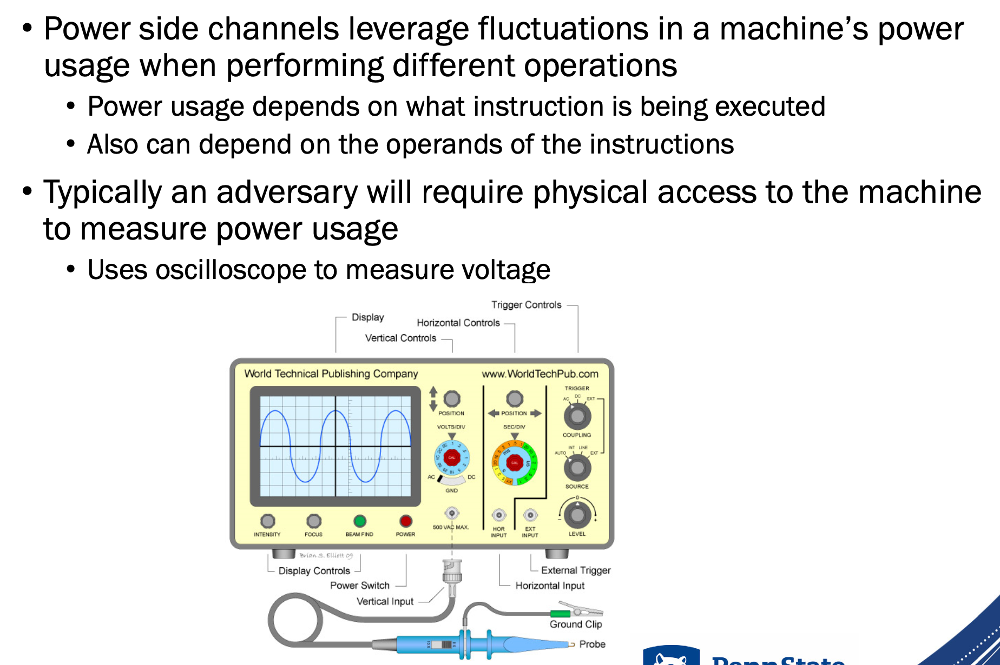 • Power side channels leverage fluctuations in a machine’s power
usage when performing different operations
• Power usage depends on what instruction is being executed
• Also can depend on the operands of the instructions
• Typically an adversary will require physical access to the machine
to measure power usage
• Uses oscilloscope to measure voltage
Trigger Controls
Display
Horizontal Controls
Vertical Controls
World Technical Publishing Company
www.WorldTechPub.com
POSITION
VOLTS/DIV
CAL
AC
DC
GND
500 VAC MAX.
POSITION
SEC/DIV
CAL
HOR
INPUT
EXT
INPUT
TRIGGER
AC
DC
EXT
COUPLING
AUTO
INT
LINE
EXT
SOURCE
0
-
+
LEVEL
INTENSITY
FOCUS
BEAM FIND
POWER
Brian S. Elliott 09
Display Controls
Power Switch
Vertical Input
External Trigger
Horizontal Input
Ground Clip
Probe
PennState